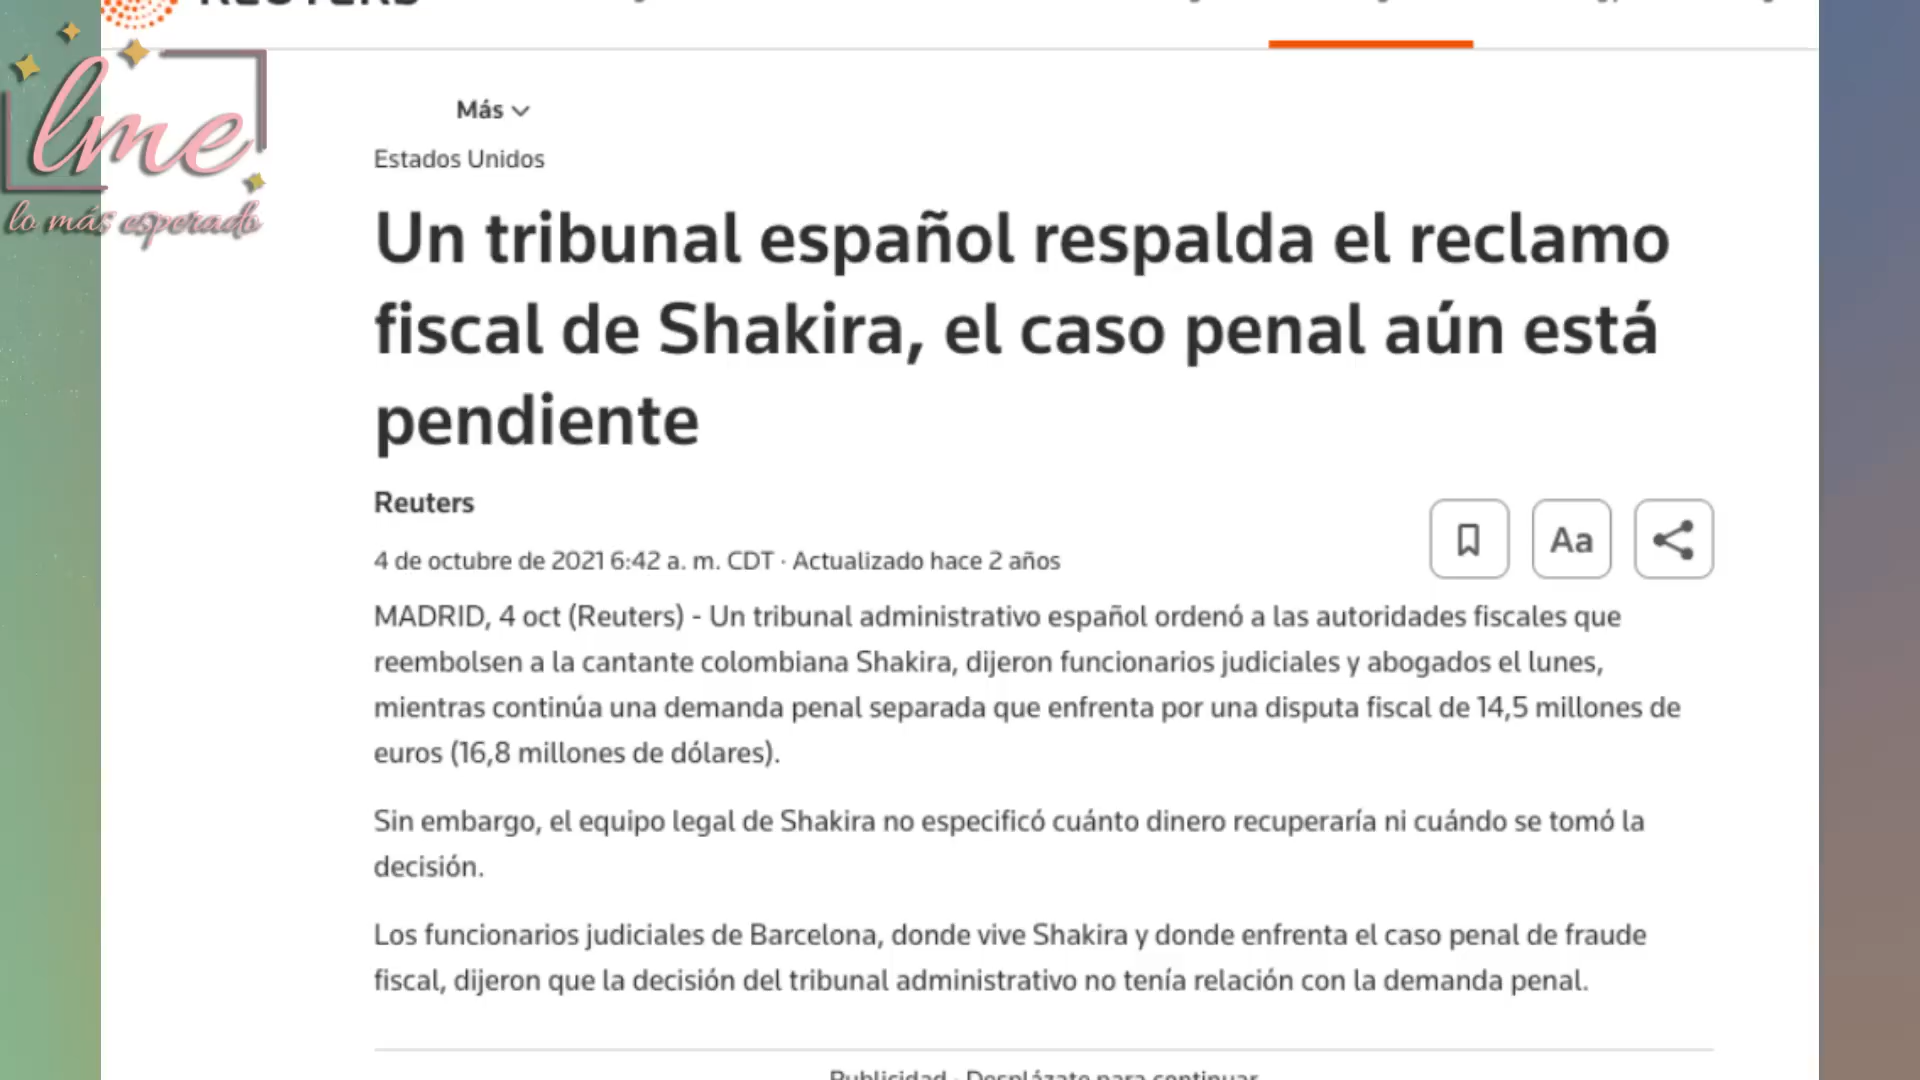 REUTERS
lme
lo más esperado
Más
Estados Unidos
Un tribunal español respalda el reclamo
fiscal de Shakira, el caso penal aún está
pendiente
Reuters
4 de octubre de 2021 6:42 a. m. CDT · Actualizado hace 2 años
Aa
MADRID, 4 oct (Reuters) - Un tribunal administrativo español ordenó a las autoridades fiscales que
reembolsen a la cantante colombiana Shakira, dijeron funcionarios judiciales y abogados el lunes,
mientras continúa una demanda penal separada que enfrenta por una disputa fiscal de 14,5 millones de
euros (16,8 millones de dólares).
Sin embargo, el equipo legal de Shakira no especificó cuánto dinero recuperaría ni cuándo se tomó la
decisión.
Los funcionarios judiciales de Barcelona, donde vive Shakira y donde enfrenta el caso penal de fraude
fiscal, dijeron que la decisión del tribunal administrativo no tenía relación con la demanda penal.
Publicidad · Desplázate para continuar